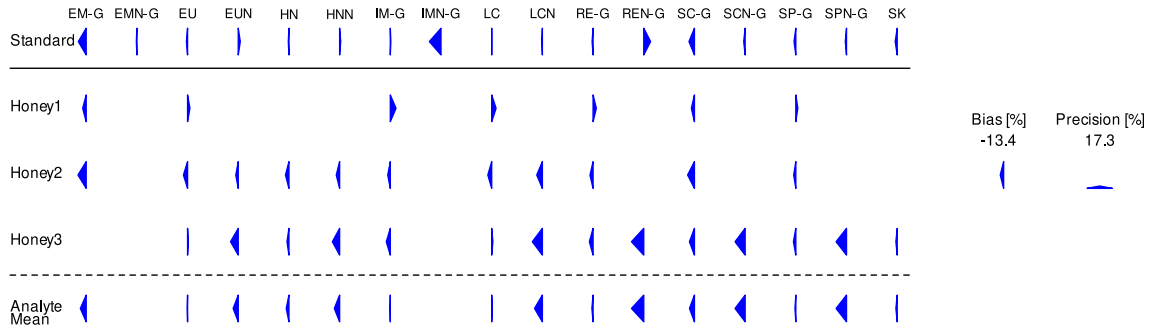 EM-G EMN-G EU EUN HN HNN IM-G IMN-G LC LCN RE-G REN-G SC-G SCN-G SP-G SPN-G SK
Standard
Honey1
Bias [%] Precision [%]
-13.4 17.3
Honey2
Honey3
Analyte
Mean